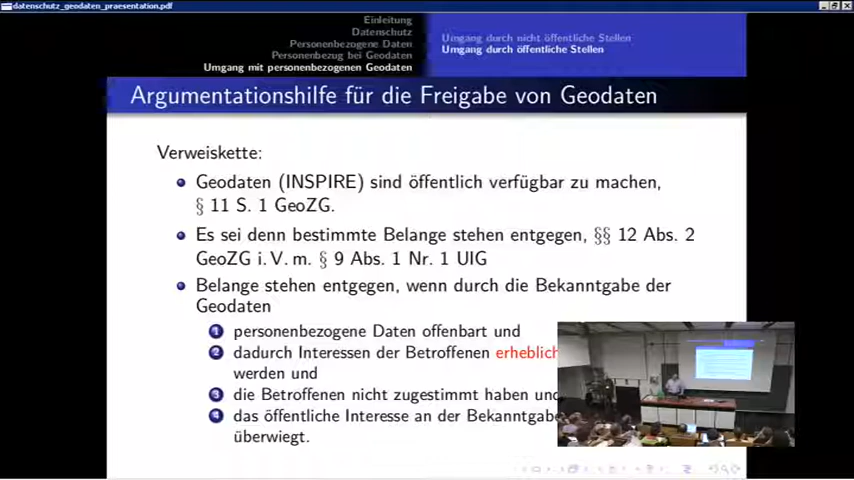 datenschutz_geodaten_praesentation.pdf
Einleitung
Datenschutz
Personenbezogene Daten
Personenbezug bei Geodaten
Umgang mit personenbezogenen Geodaten
Umgang durch nicht öffentliche Stellen
Umgang durch öffentliche Stellen
Argumentationshilfe für die Freigabe von Geodaten
Verweiskette:
Geodaten (INSPIRE) sind öffentlich verfügbar zu machen,
§ 11 S. 1 GeoZG.
Es sei denn bestimmte Belange stehen entgegen, §§ 12 Abs. 2
GeoZG i. V. m. § 9 Abs. 1 Nr. 1 UIG
Belange stehen entgegen, wenn durch die Bekanntgabe der
Geodaten
1 personenbezogene Daten offenbart und
2 dadurch Interessen der Betroffenen erheblich
werden und
3 die Betroffenen nicht zugestimmt haben und
4 das öffentliche Interesse an der Bekanntgabe
überwiegt.